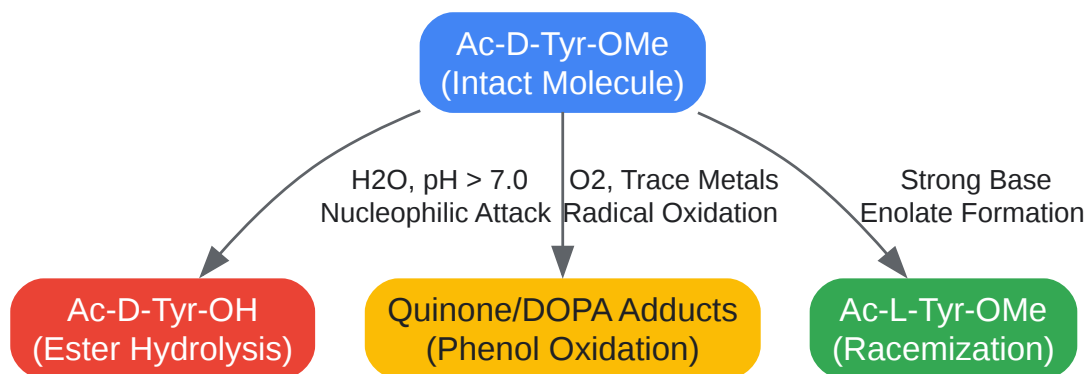 Ac-D-Tyr-OMe
(Intact Molecule)
H2O, pH > 7.0
Nucleophilic Attack
O2, Trace Metals
Radical Oxidation
Strong Base
Enolate Formation
Ac-D-Tyr-OH
(Ester Hydrolysis)
Quinone/DOPA Adducts
(Phenol Oxidation)
Ac-L-Tyr-OMe
(Racemization)